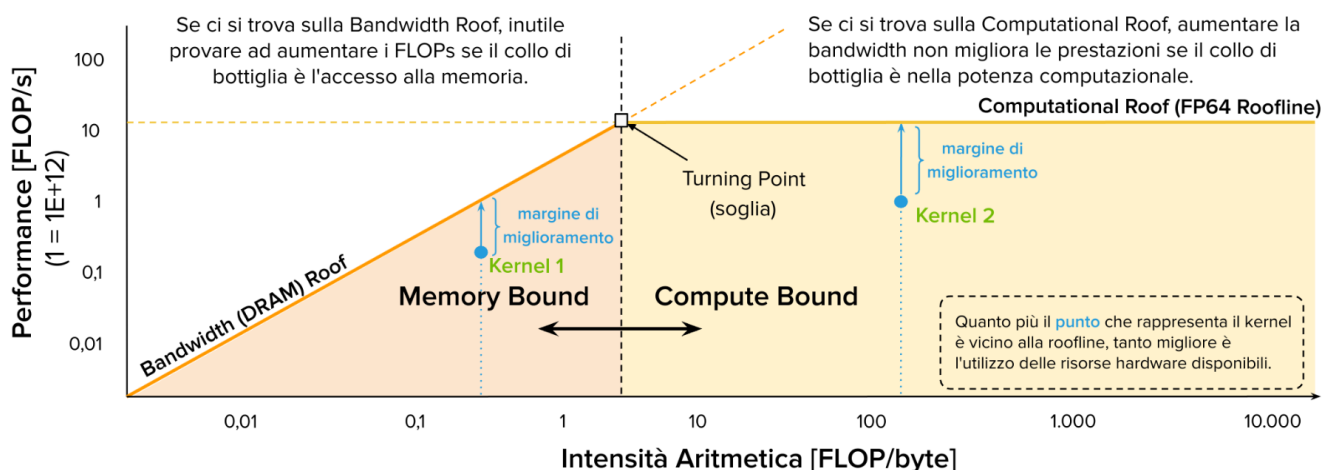 Se ci si trova sulla Bandwidth Roof, inutile
provare ad aumentare i FLOPs se il collo di
bottiglia è l'accesso alla memoria.
Se ci si trova sulla Computational Roof, aumentare la
bandwidth non migliora le prestazioni se il collo di
bottiglia è nella potenza computazionale.
Computational Roof (FP64 Roofline)
Performance [FLOP/s]
(1 = 1E+12)
100
10
1
0,1
0,01
Bandwidth (DRAM) Roof
margine di
miglioramento
Kernel 1
Turning Point
(soglia)
margine di
miglioramento
Kernel 2
Memory Bound
Compute Bound
Quanto più il punto che rappresenta il kernel
è vicino alla roofline, tanto migliore è
l'utilizzo delle risorse hardware disponibili.
0,01
0,1
1
10
100
1.000
10.000
Intensità Aritmetica [FLOP/byte]